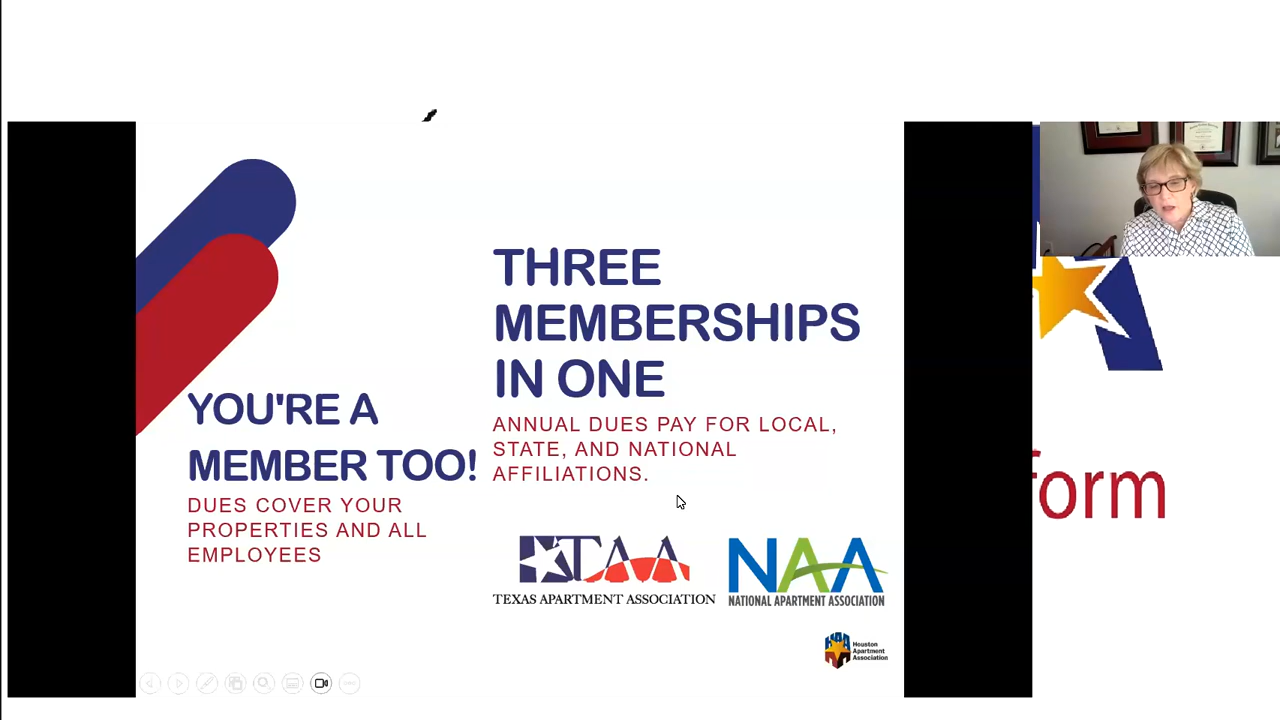 THREE
MEMBERSHIPS
IN ONE
ANNUAL DUES PAY FOR LOCAL,
STATE, AND NATIONAL
AFFILIATIONS.
YOU'RE A
MEMBER TOO!
DUES COVER YOUR
PROPERTIES AND ALL
EMPLOYEES
TAA
TEXAS APARTMENT ASSOCIATION
NAA
NATIONAL APARTMENT ASSOCIATION
HAA
Houston
Apartment
Association
form